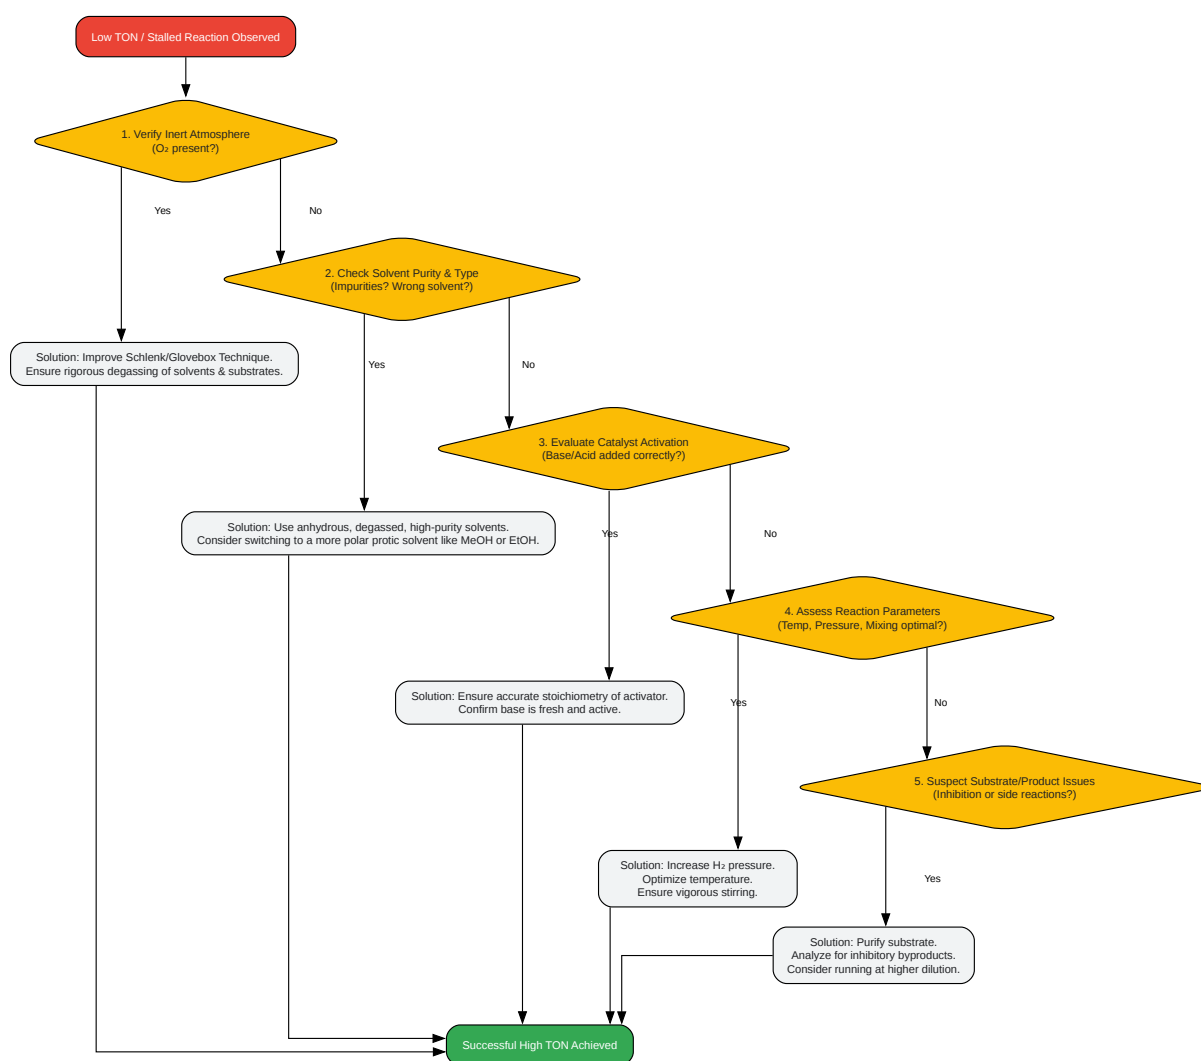 Low TON / Stalled Reaction Observed
1. Verify Inert Atmosphere
(O₂ present?)
Yes
No
2. Check Solvent Purity & Type
(Impurities? Wrong solvent?)
Solution: Improve Schlenk/Glovebox Technique.
Ensure rigorous degassing of solvents & substrates.
Yes
No
3. Evaluate Catalyst Activation
(Base/Acid added correctly?)
Solution: Use anhydrous, degassed, high-purity solvents.
Consider switching to a more polar protic solvent like MeOH or EtOH.
Yes
No
4. Assess Reaction Parameters
(Temp, Pressure, Mixing optimal?)
Solution: Ensure accurate stoichiometry of activator.
Confirm base is fresh and active.
Yes
No
5. Suspect Substrate/Product Issues
(Inhibition or side reactions?)
Solution: Increase H₂ pressure.
Optimize temperature.
Ensure vigorous stirring.
Yes
Solution: Purify substrate.
Analyze for inhibitory byproducts.
Consider running at higher dilution.
Successful High TON Achieved